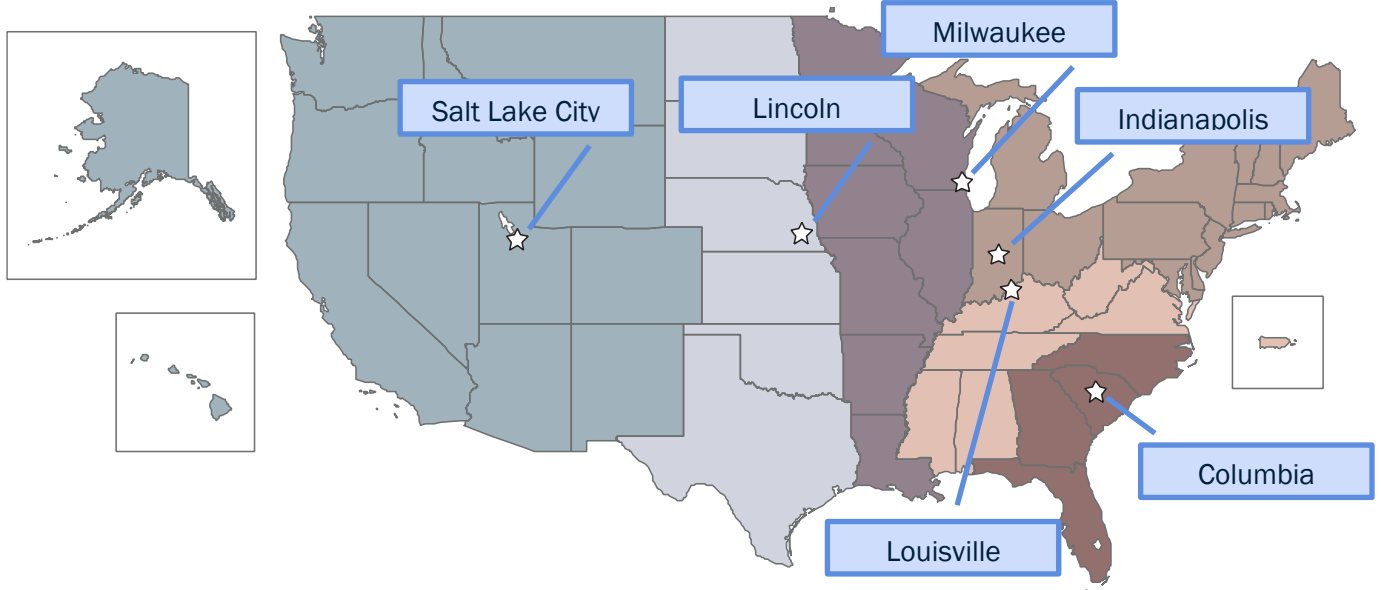 Milwaukee
Salt Lake City
Lincoln
Indianapolis
Columbia
Louisville